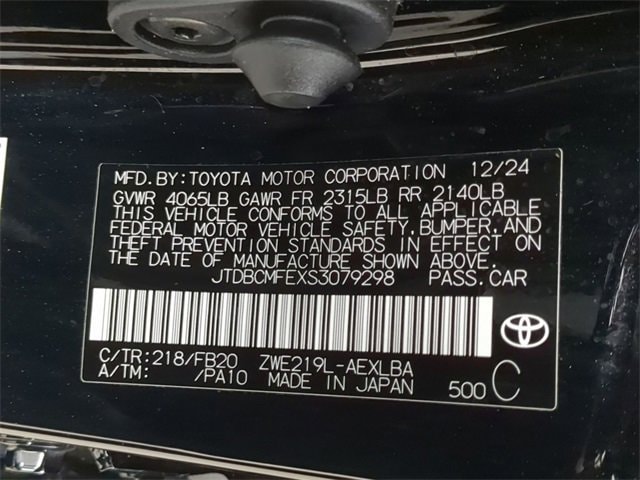 MFD. BY: TOYOTA MOTOR CORPORATION 12/24
GVWR 4065LB GAWR FR 2315LB RR 2140LB
THIS VEHICLE CONFORMS TO ALL APPLICABLE
FEDERAL MOTOR VEHICLE SAFETY, BUMPER, AND
THEFT PREVENTION STANDARDS IN EFFECT ON
THE DATE OF MANUFACTURE SHOWN ABOVE.
JTDBCMFEXS3079298 PASS. CAR
C/TR: 218/FB20 ZWE219L-AEXLBA
A/TM: /PA10 MADE IN JAPAN 500 C